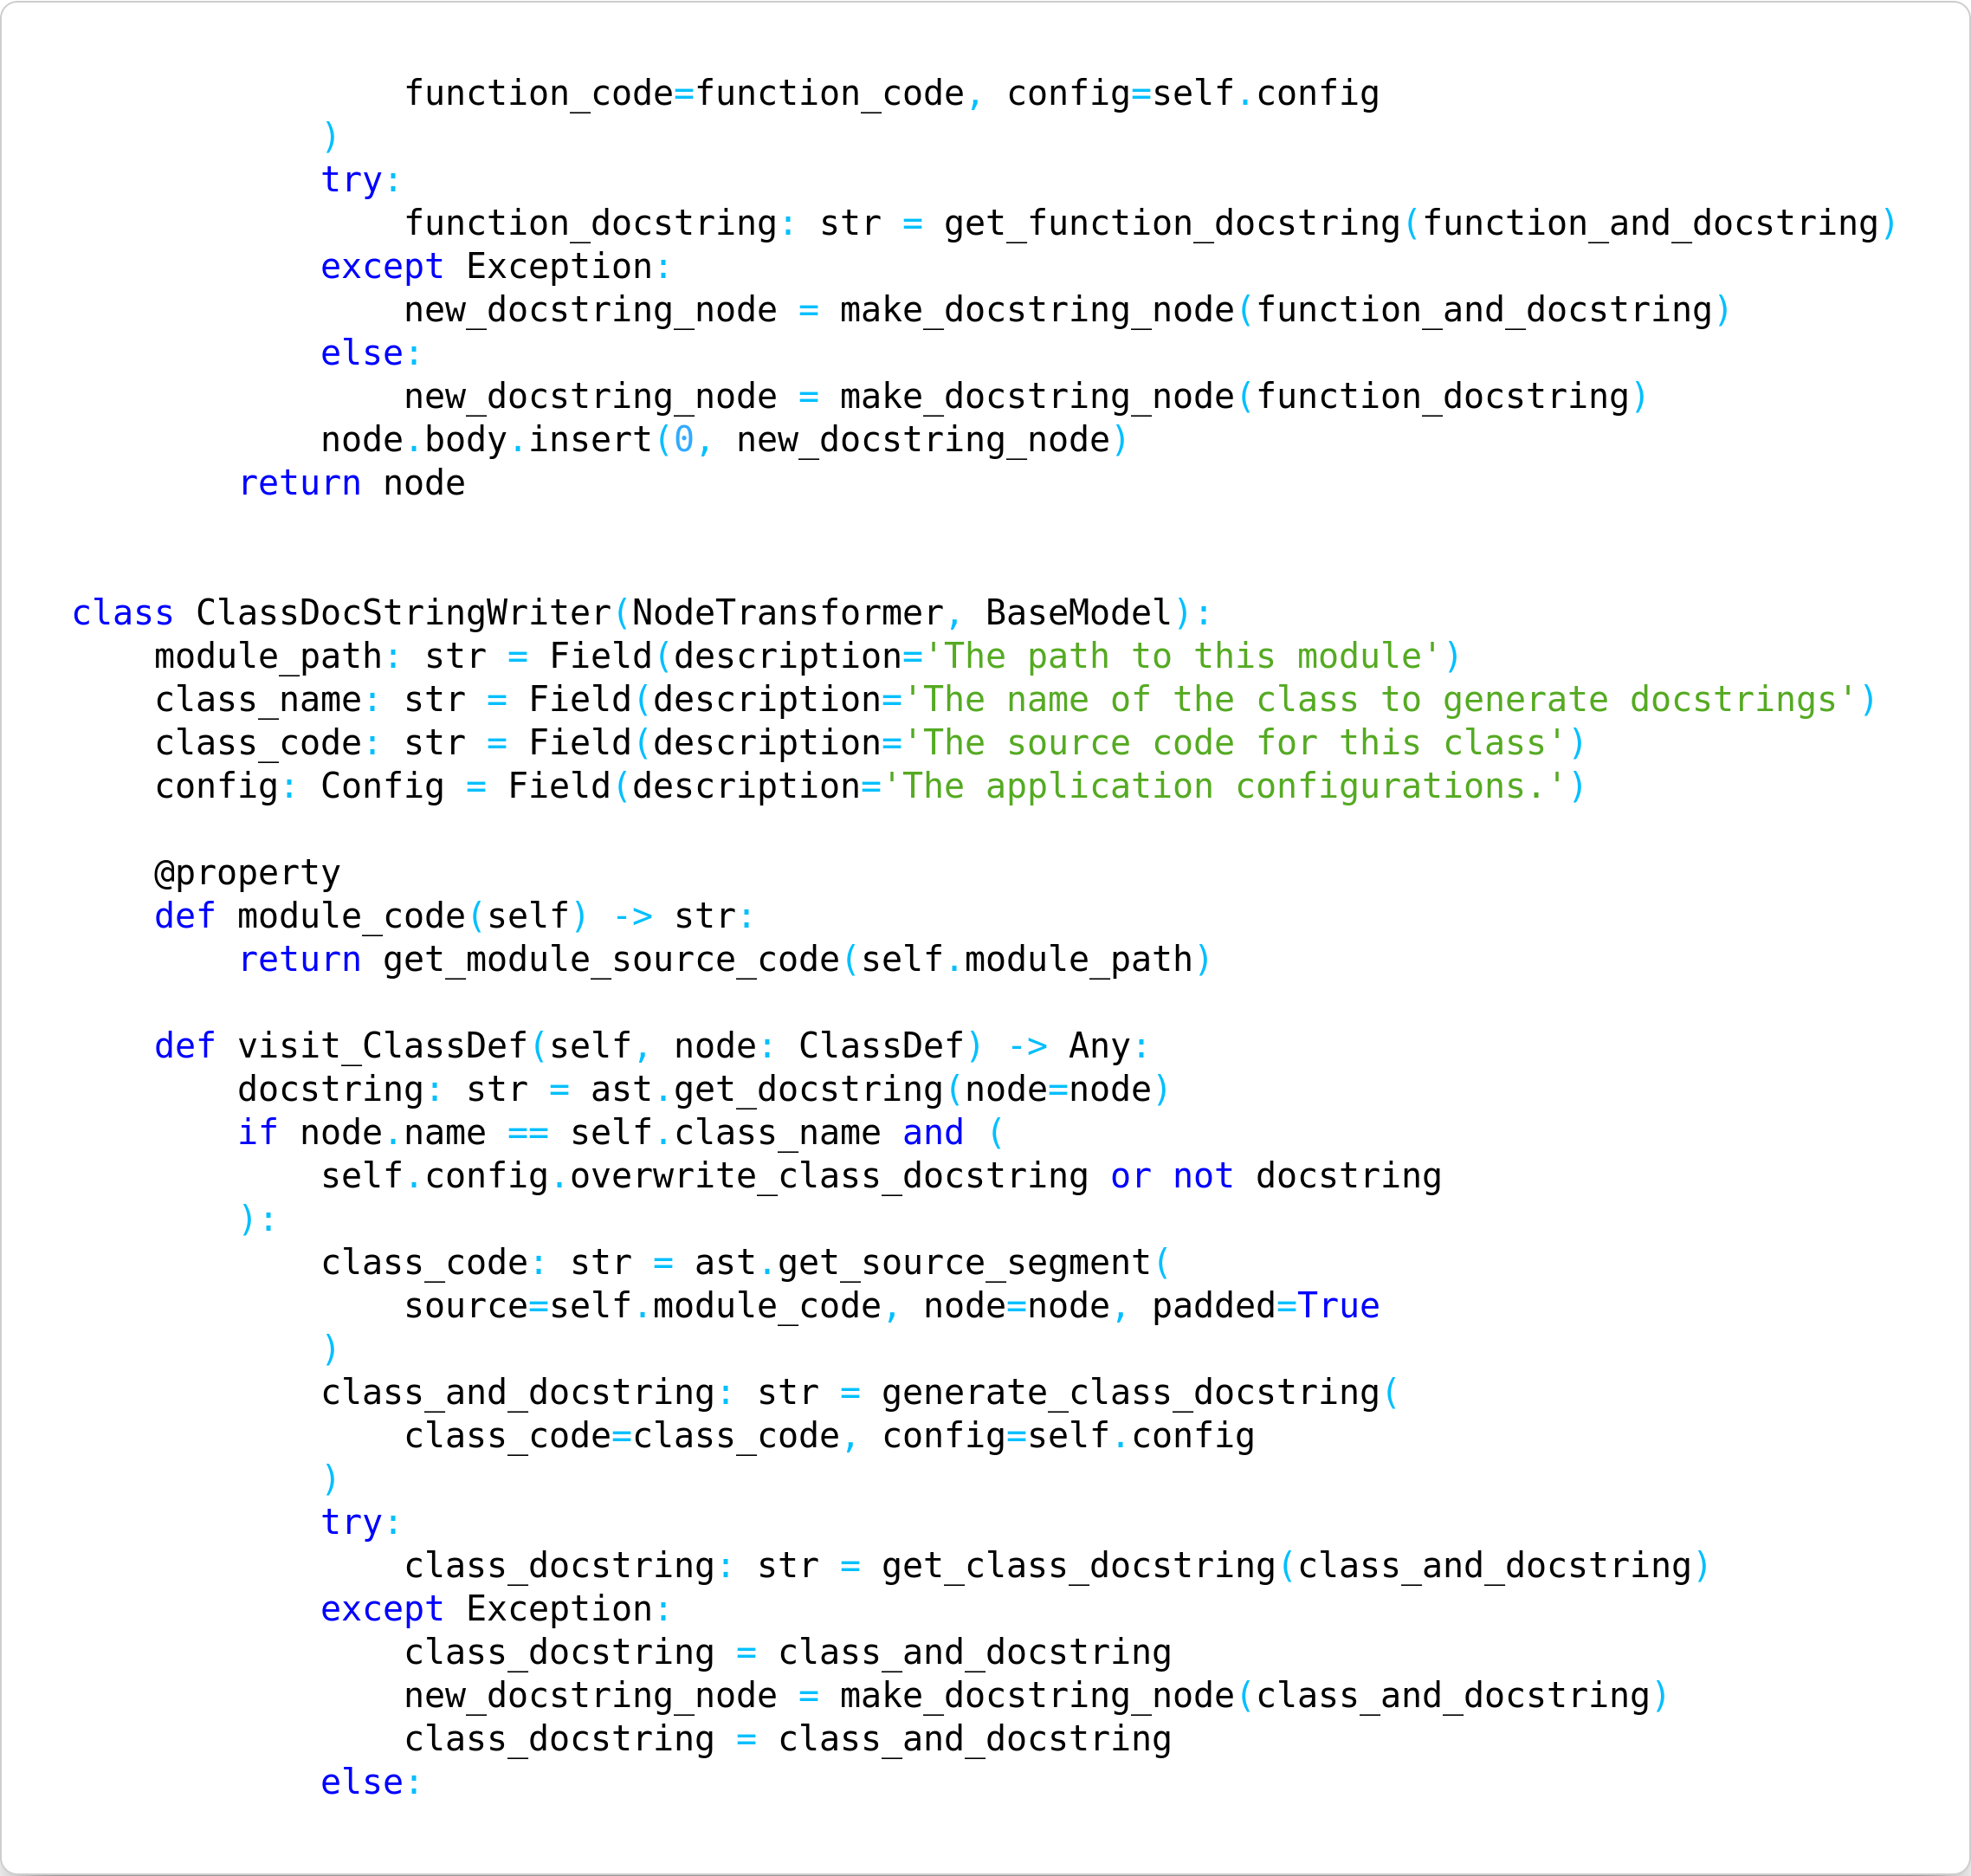 function_code=function_code, config=self.config
            )
            try:
                function_docstring: str = get_function_docstring(function_and_docstring)
            except Exception:
                new_docstring_node = make_docstring_node(function_and_docstring)
            else:
                new_docstring_node = make_docstring_node(function_docstring)
            node.body.insert(0, new_docstring_node)
        return node


class ClassDocStringWriter(NodeTransformer, BaseModel):
    module_path: str = Field(description='The path to this module')
    class_name: str = Field(description='The name of the class to generate docstrings')
    class_code: str = Field(description='The source code for this class')
    config: Config = Field(description='The application configurations.')

    @property
    def module_code(self) -> str:
        return get_module_source_code(self.module_path)

    def visit_ClassDef(self, node: ClassDef) -> Any:
        docstring: str = ast.get_docstring(node=node)
        if node.name == self.class_name and (
            self.config.overwrite_class_docstring or not docstring
        ):
            class_code: str = ast.get_source_segment(
                source=self.module_code, node=node, padded=True
            )
            class_and_docstring: str = generate_class_docstring(
                class_code=class_code, config=self.config
            )
            try:
                class_docstring: str = get_class_docstring(class_and_docstring)
            except Exception:
                class_docstring = class_and_docstring
                new_docstring_node = make_docstring_node(class_and_docstring)
                class_docstring = class_and_docstring
            else: